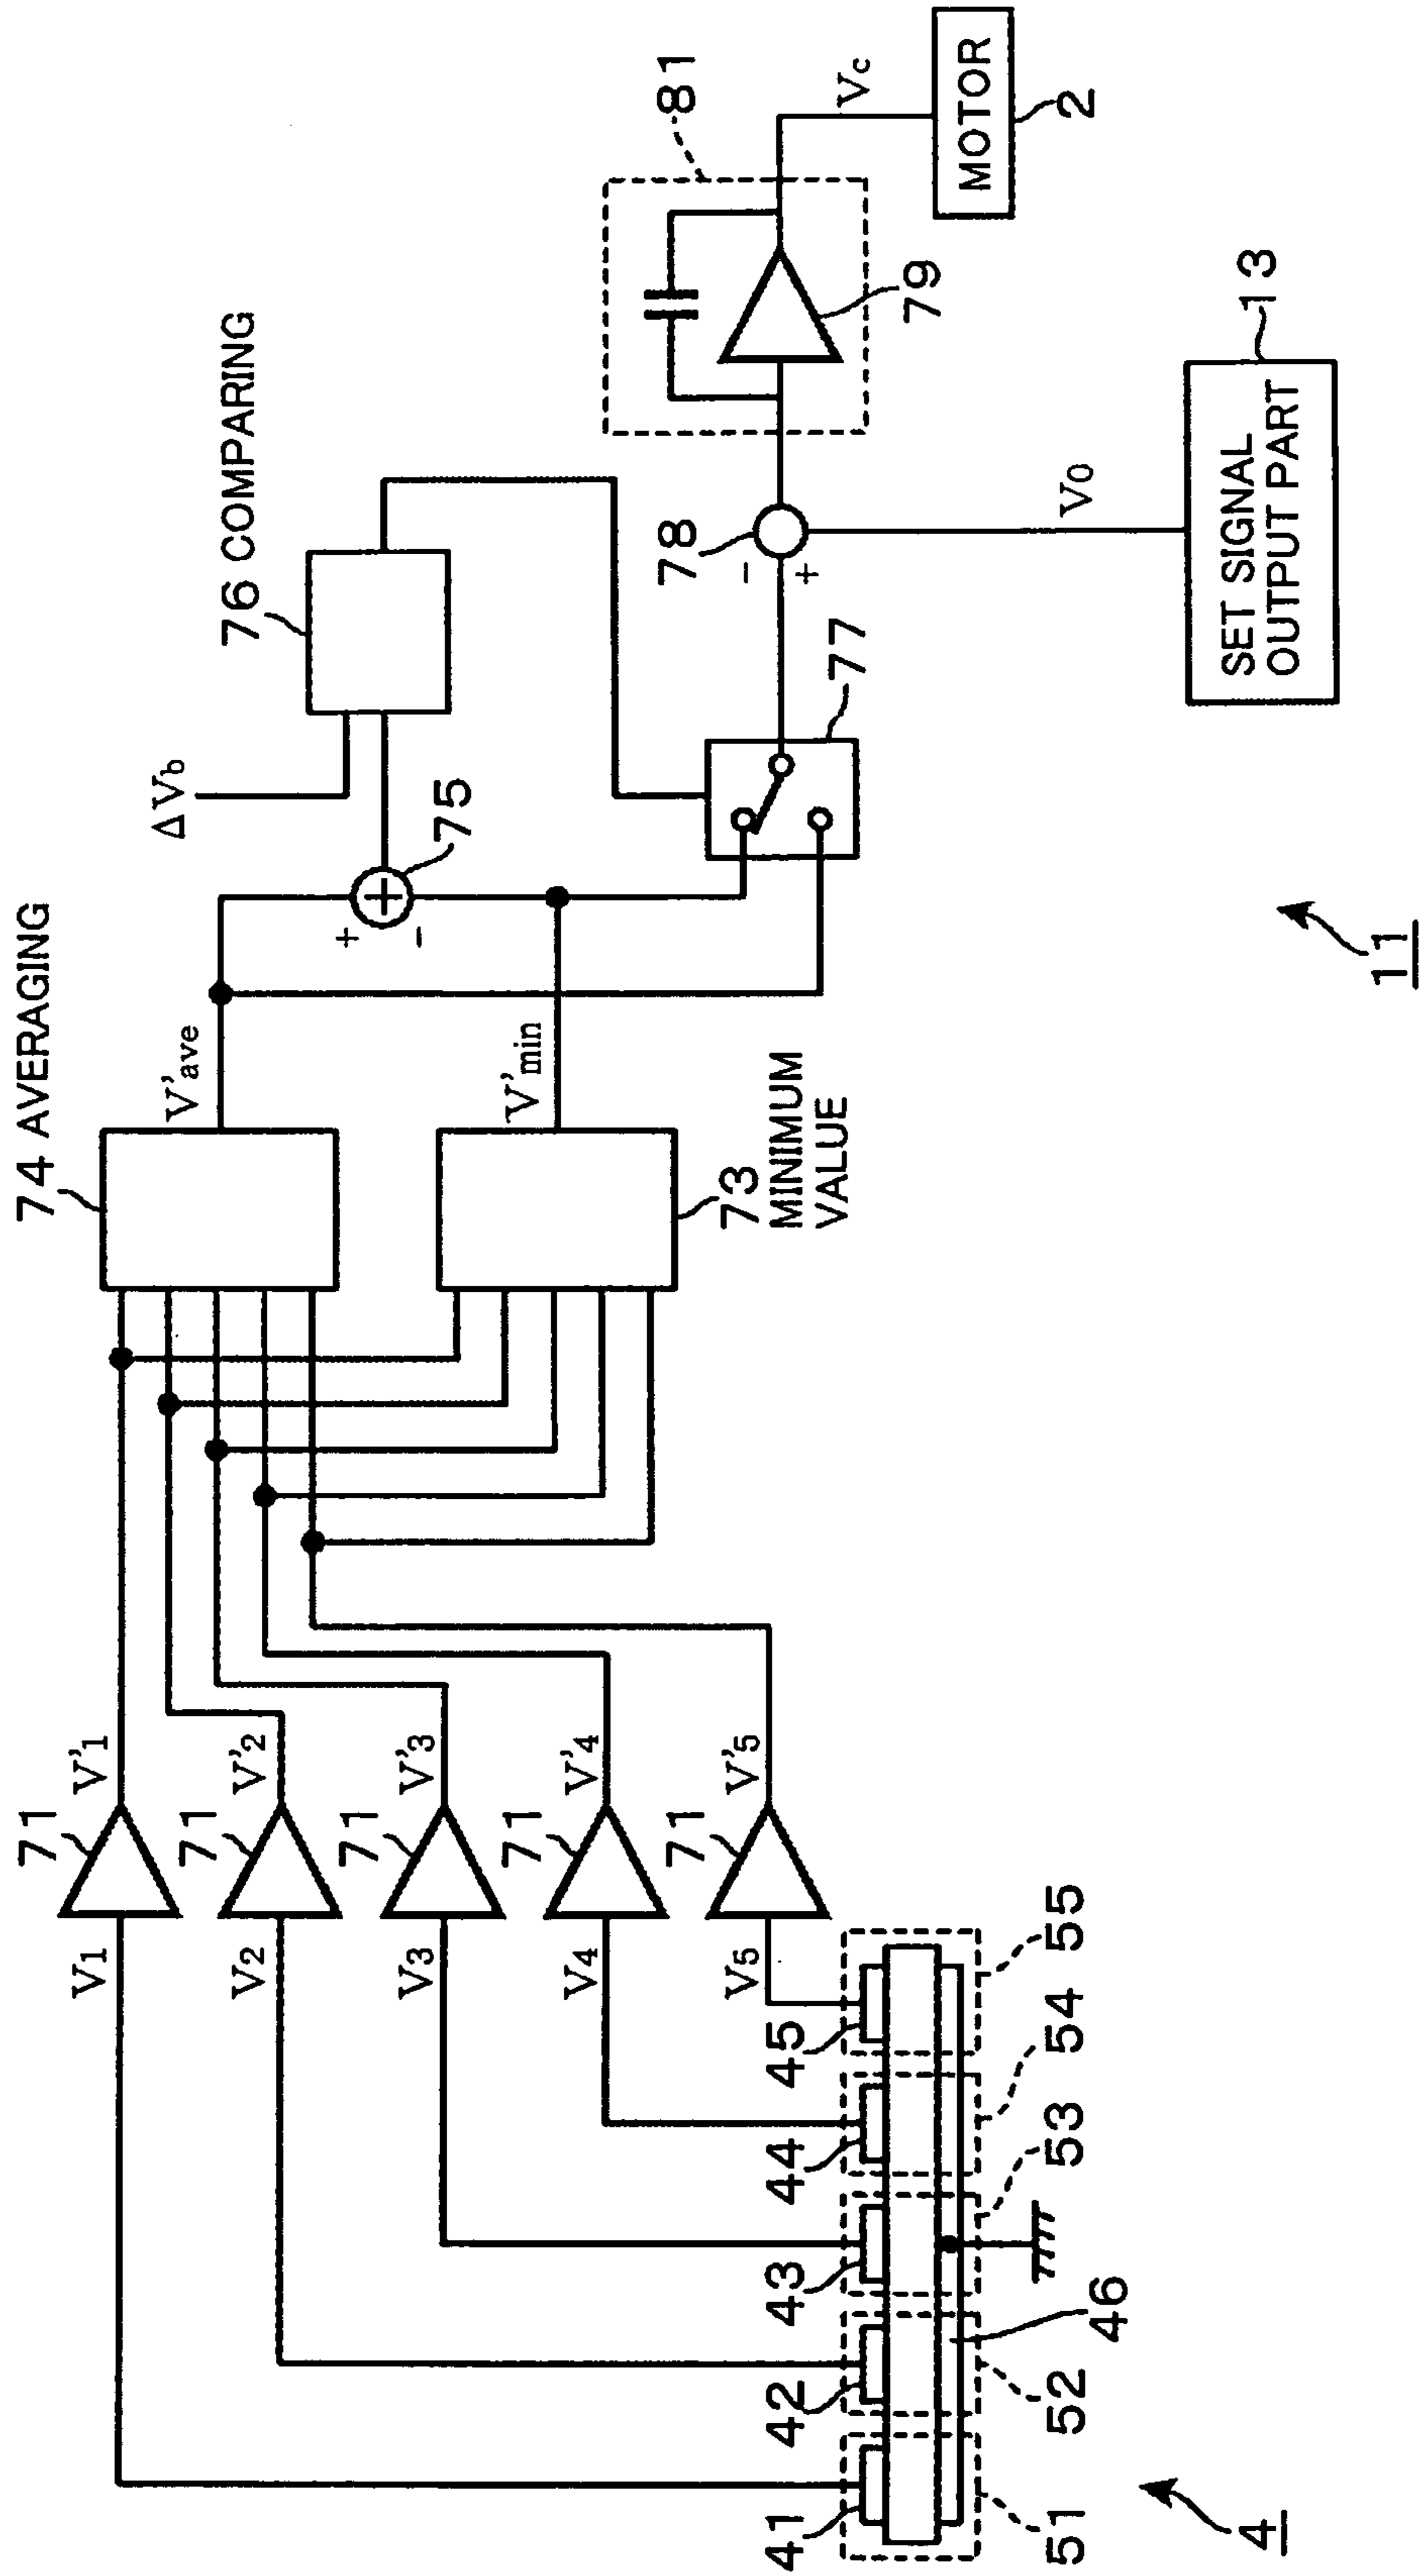 74 AVERAGING
76 COMPARING
81
71
V1
V'1
71
V2
V'2
71
V3
V'3
71
V4
V'4
71
V5
V'5
V'ave
V'min
73
MINIMUM
VALUE
ΔVb
+
-
75
77
78
-
+
79
Vc
MOTOR
2
V0
SET SIGNAL
OUTPUT PART
13
41
42
43
44
45
51
52
46
53
54
55
4
11